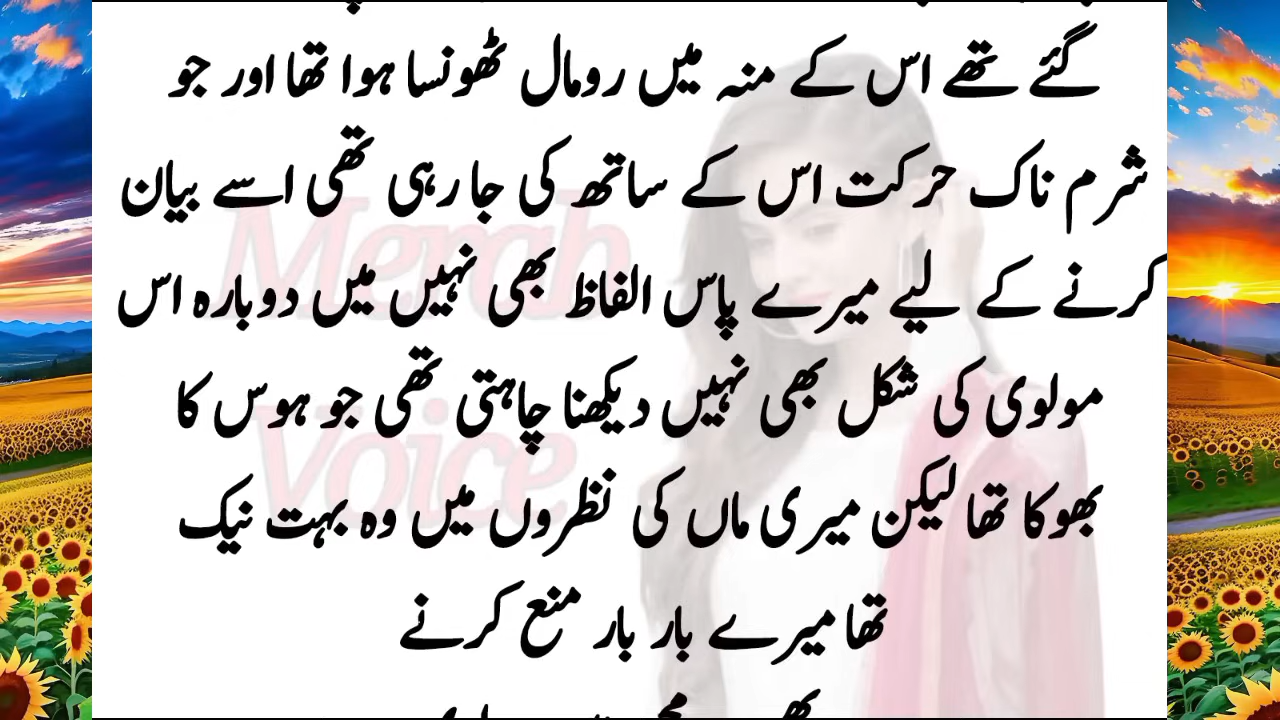 گئے تھے اس کے منہ میں رومال ٹھونسا ہوا تھا اور جو
شرم ناک حرکت اس کے ساتھ کی جا رہی تھی اسے بیان
کرنے کے لیے میرے پاس الفاظ بھی نہیں میں دوبارہ اس
مولوی کی شکل بھی نہیں دیکھنا چاہتی تھی جو ہوس کا
بھوکا تھا لیکن میری ماں کی نظروں میں وہ بہت نیک
تھا میرے بار بار منع کرنے
Merab
Voice